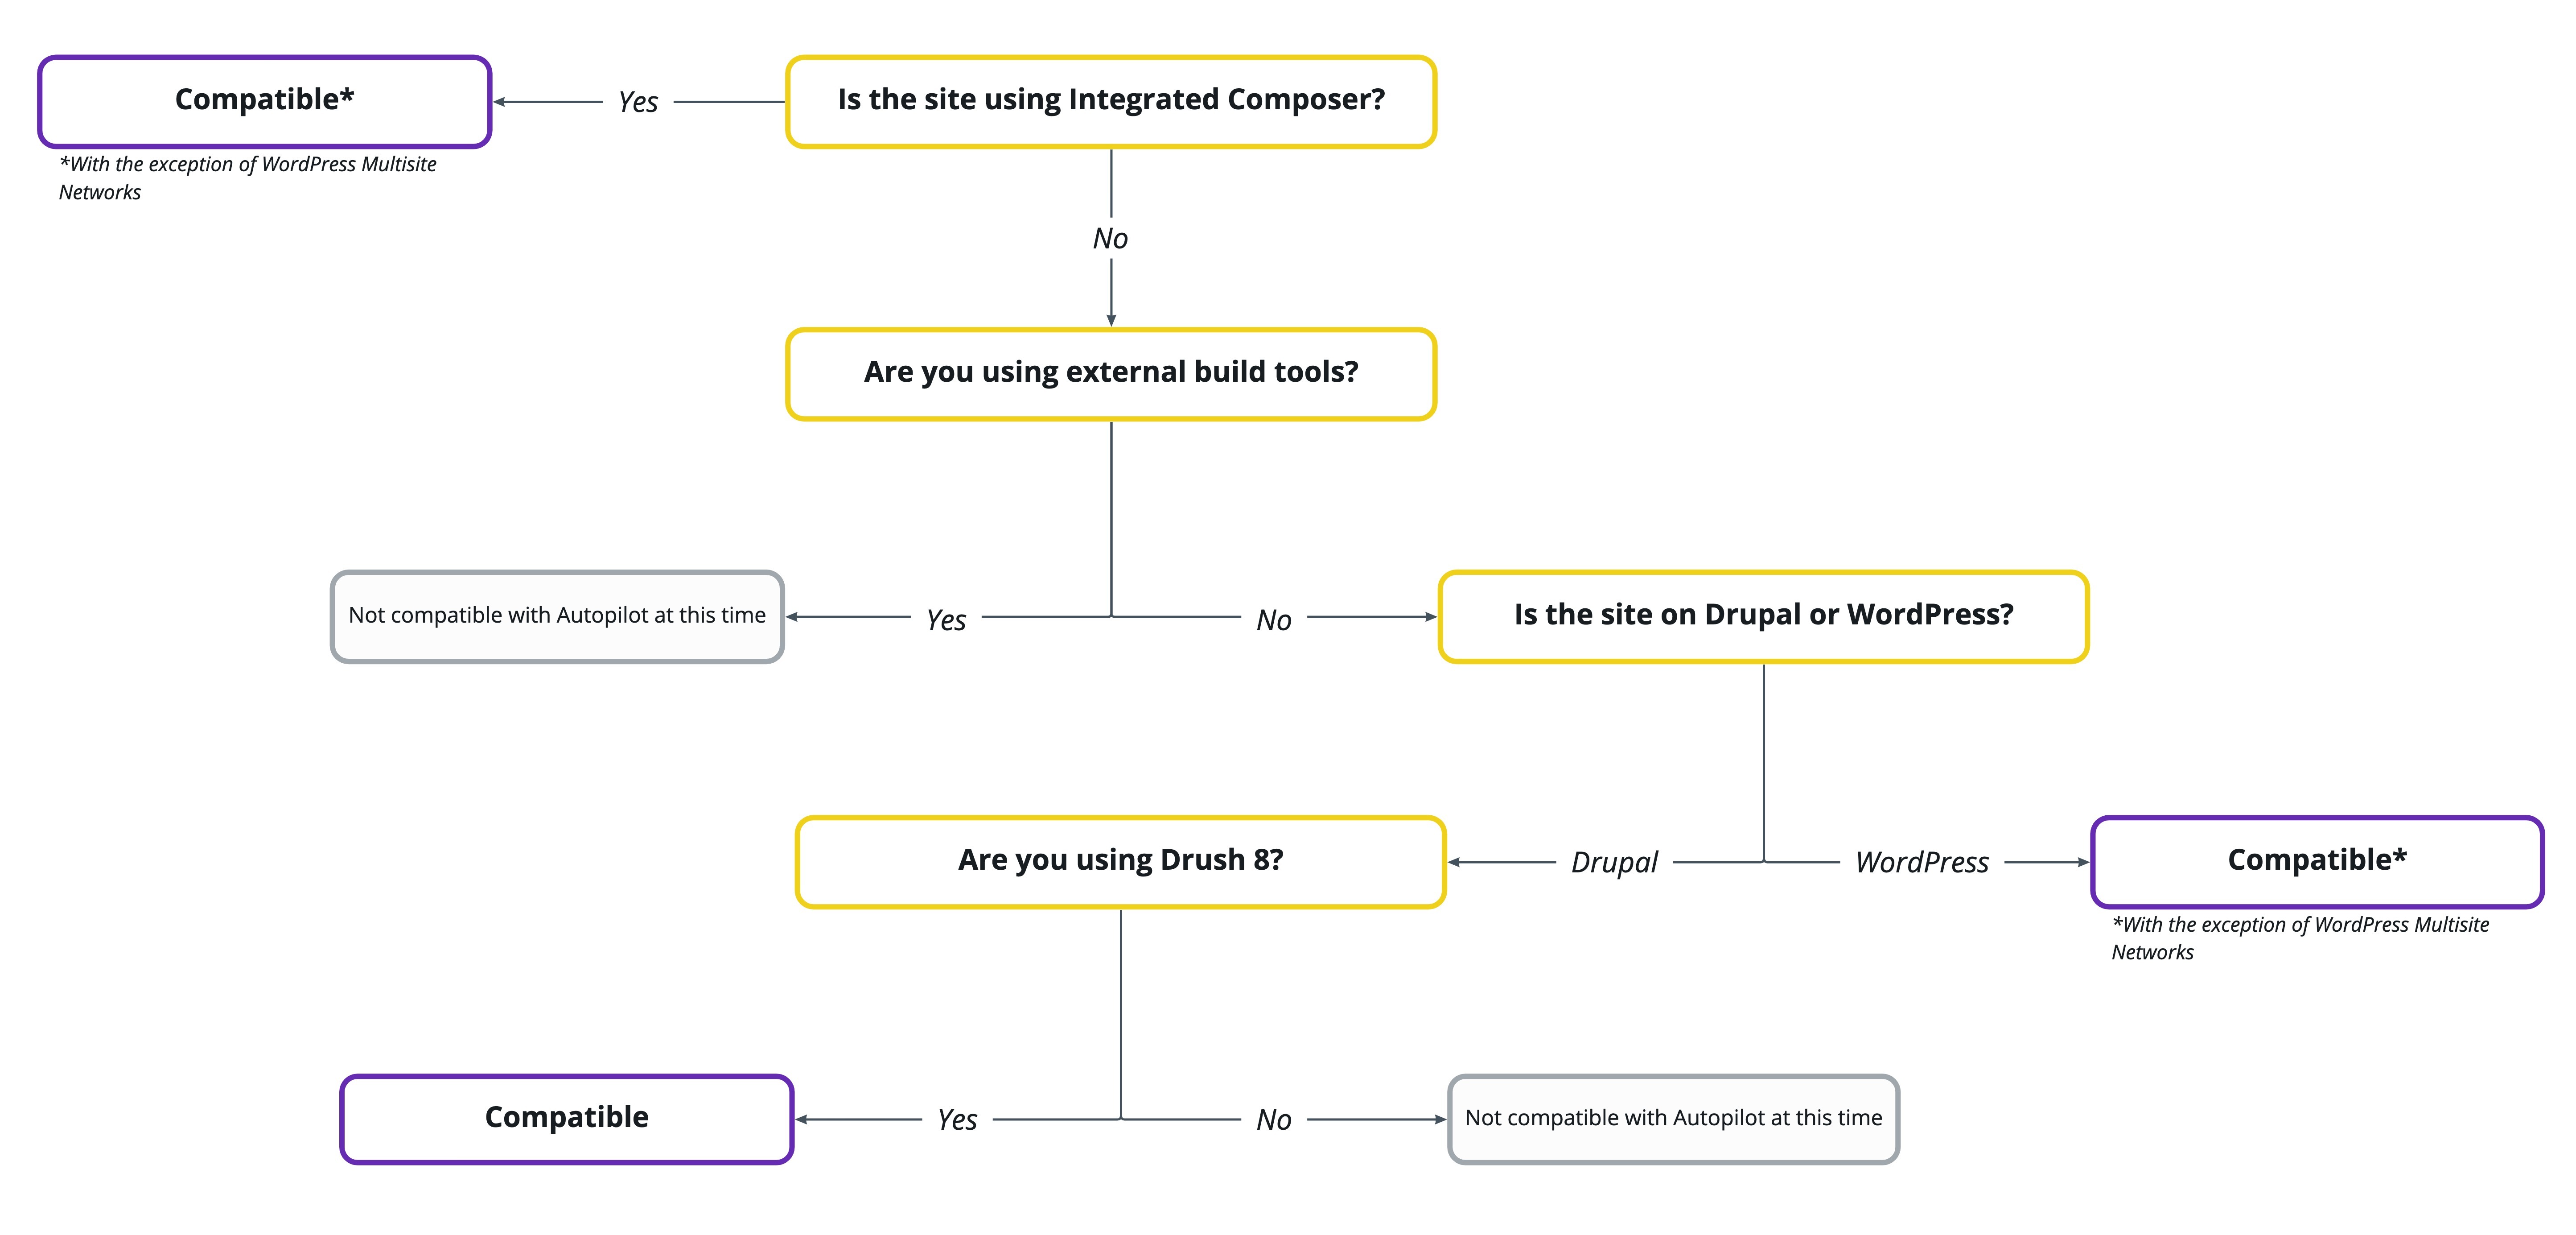 Compatible*
Yes
Is the site using Integrated Composer?
*With the exception of WordPress Multisite
Networks
No
Are you using external build tools?
Not compatible with Autopilot at this time
Yes
No
Is the site on Drupal or WordPress?
Are you using Drush 8?
Drupal
WordPress
Compatible*
*With the exception of WordPress Multisite
Networks
Compatible
Yes
No
Not compatible with Autopilot at this time